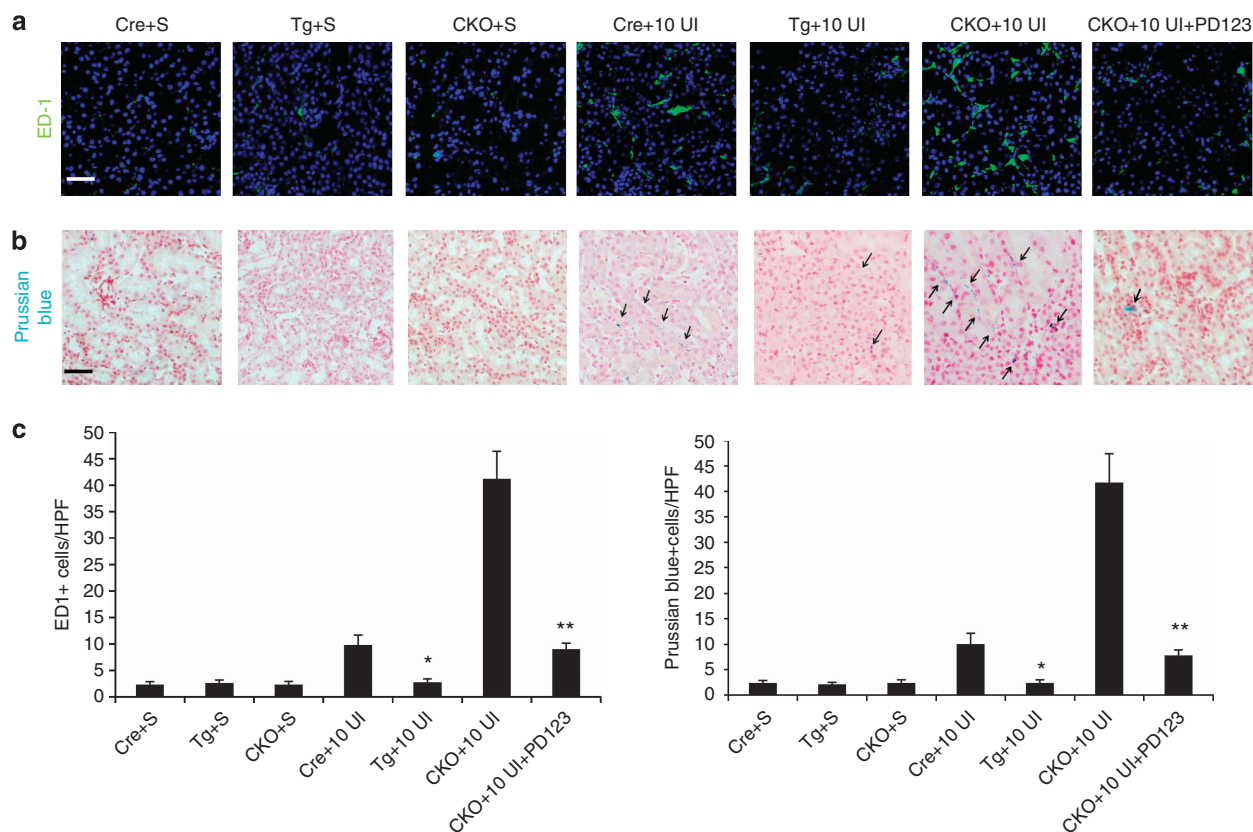 a
Cre+S Tg+S CKO+S Cre+10 UI Tg+10 UI CKO+10 UI CKO+10 UI+PD123
ED-1
b
Prussian
blue
c
50
45
40
35
30
25
20
15
10
5
0
ED1+ cells/HPF
*
**
Cre+S Tg+S CKO+S Cre+10 UI Tg+10 UI CKO+10 UI CKO+10 UI+PD123
50
45
40
35
30
25
20
15
10
5
0
Prussian blue+cells/HPF
*
**
Cre+S Tg+S CKO+S Cre+10 UI Tg+10 UI CKO+10 UI CKO+10 UI+PD123